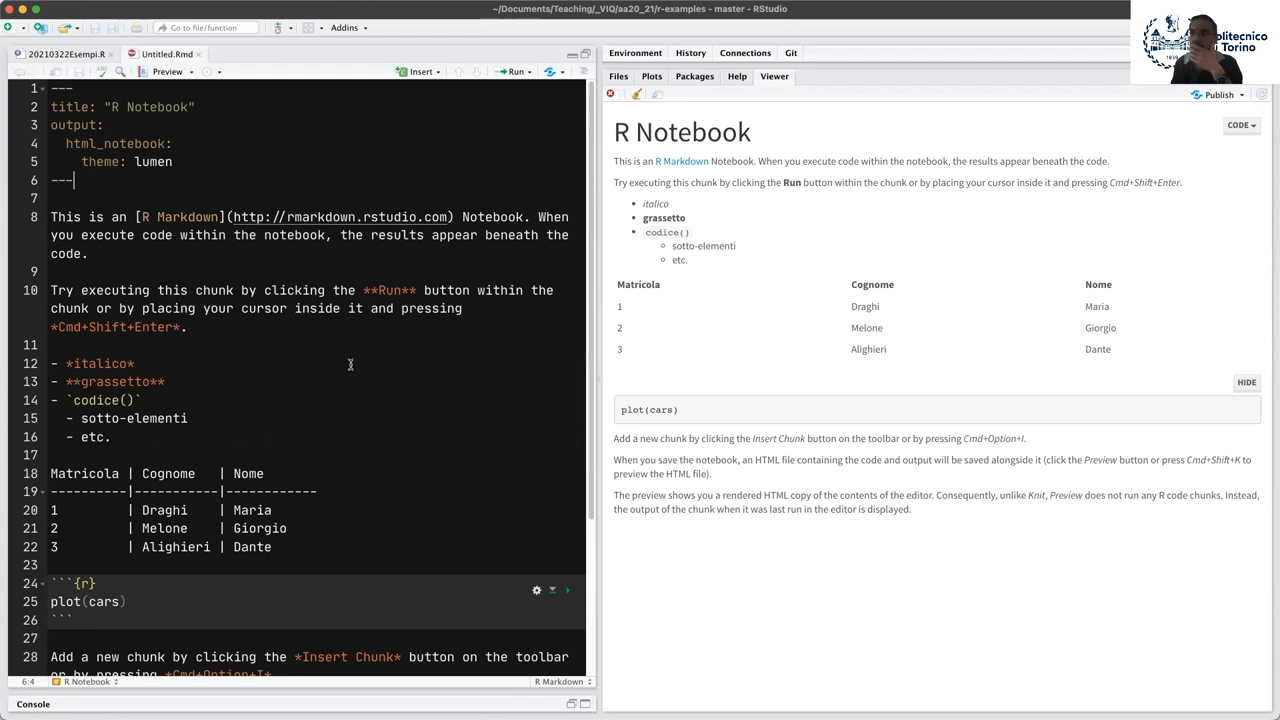 ~/Documents/Teaching/_VIQ/aa20_21/r-examples - master - RStudio
Go to file/function
Addins
20210322Esempi.R
Untitled.Rmd
Preview
Insert
Run
1 ---
2 title: "R Notebook"
3 output:
4 html_notebook:
5 theme: lumen
6 ---
7
8 This is an [R Markdown](http://rmarkdown.rstudio.com) Notebook. When
you execute code within the notebook, the results appear beneath the
code.
9
10 Try executing this chunk by clicking the **Run** button within the
chunk or by placing your cursor inside it and pressing
*Cmd+Shift+Enter*.
11
12 - *italico*
13 - **grassetto**
14 - `codice()`
15 - sotto-elementi
16 - etc.
17
18 Matricola | Cognome | Nome
19 ----------|-----------|------------
20 1 | Draghi | Maria
21 2 | Melone | Giorgio
22 3 | Alighieri | Dante
23
24 ```{r}
25 plot(cars)
26 ```
27
28 Add a new chunk by clicking the *Insert Chunk* button on the toolbar
or by pressing *Cmd+Option+I*
6:4
R Notebook
R Markdown
Console
Environment
History
Connections
Git
Files
Plots
Packages
Help
Viewer
Publish
R Notebook
CODE
This is an R Markdown Notebook. When you execute code within the notebook, the results appear beneath the code.
Try executing this chunk by clicking the Run button within the chunk or by placing your cursor inside it and pressing Cmd+Shift+Enter.
italico
grassetto
codice()
sotto-elementi
etc.
Matricola Cognome Nome
1 Draghi Maria
2 Melone Giorgio
3 Alighieri Dante
HIDE
plot(cars)
Add a new chunk by clicking the Insert Chunk button on the toolbar or by pressing Cmd+Option+I.
When you save the notebook, an HTML file containing the code and output will be saved alongside it (click the Preview button or press Cmd+Shift+K to
preview the HTML file).
The preview shows you a rendered HTML copy of the contents of the editor. Consequently, unlike Knit, Preview does not run any R code chunks. Instead,
the output of the chunk when it was last run in the editor is displayed.
1859
di Torino